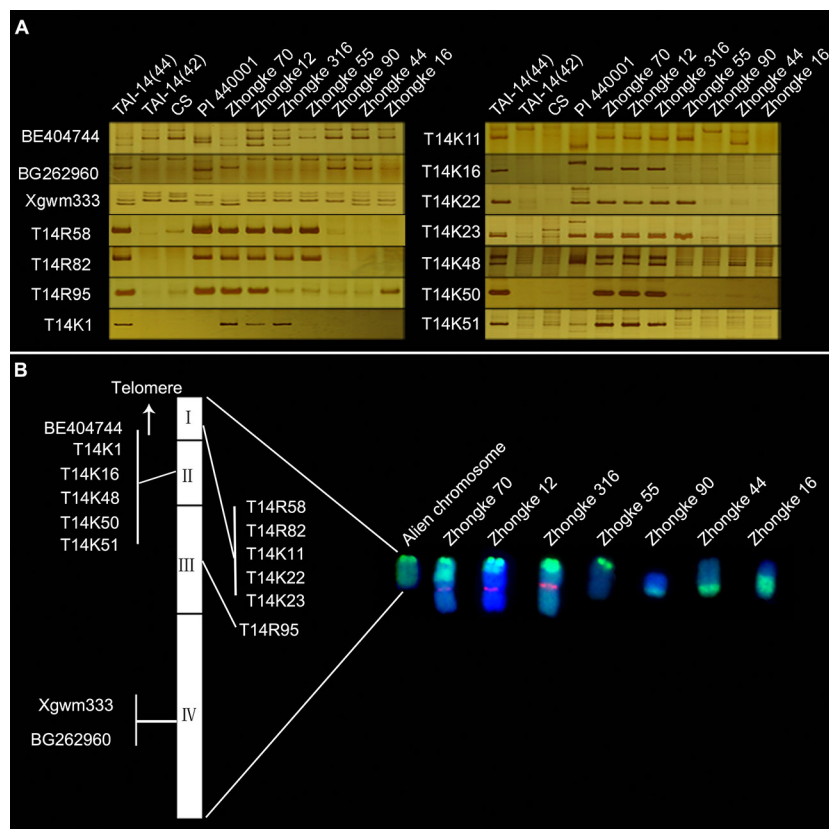 A
TAI-14(44)
TAI-14(42)
CS
PI 440001
Zhongke 70
Zhongke12
Zhongke 316
Zhongke 55
Zhongke 90
Zhongke 44
Zhongke 16
BE404744
BG262960
Xgwm333
T14R58
T14R82
T14R95
T14K1
TAI-14(44)
TAI-14(42)
CS
PI 440001
Zhongke 70
Zhongke 12
Zhongke 316
Zhongke 55
Zhongke 90
Zhongke 44
Zhongke 16
T14K11
T14K16
T14K22
T14K23
T14K48
T14K50
T14K51
B
Telomere
BE404744
T14K1
T14K16
T14K48
T14K50
T14K51
Xgwm333
BG262960
I
II
III
IV
T14R58
T14R82
T14K11
T14K22
T14K23
T14R95
Alien chromosome
Zhongke 70
Zhongke 12
Zhongke 316
Zhogke 55
Zhongke 90
Zhongke 44
Zhongke 16